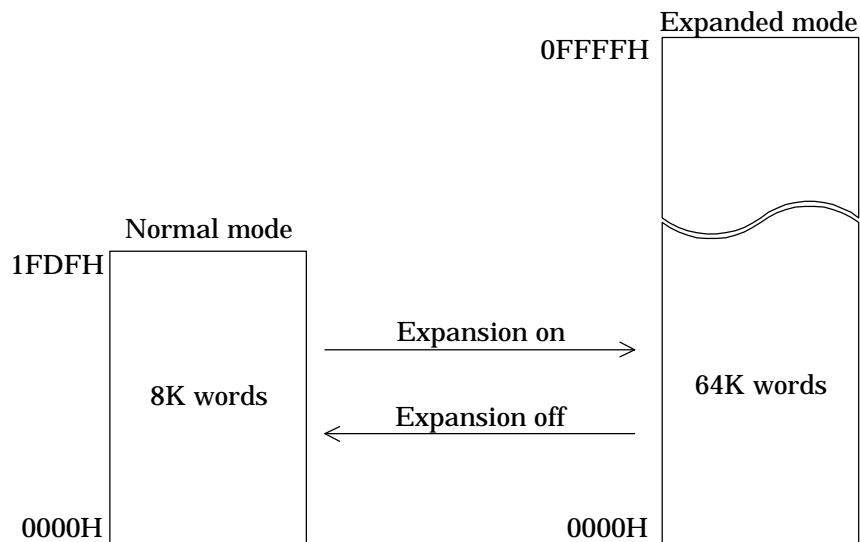 Expanded mode
0FFFFH
Normal mode
1FDFH
Expansion on
8K words
64K words
Expansion off
0000H
0000H